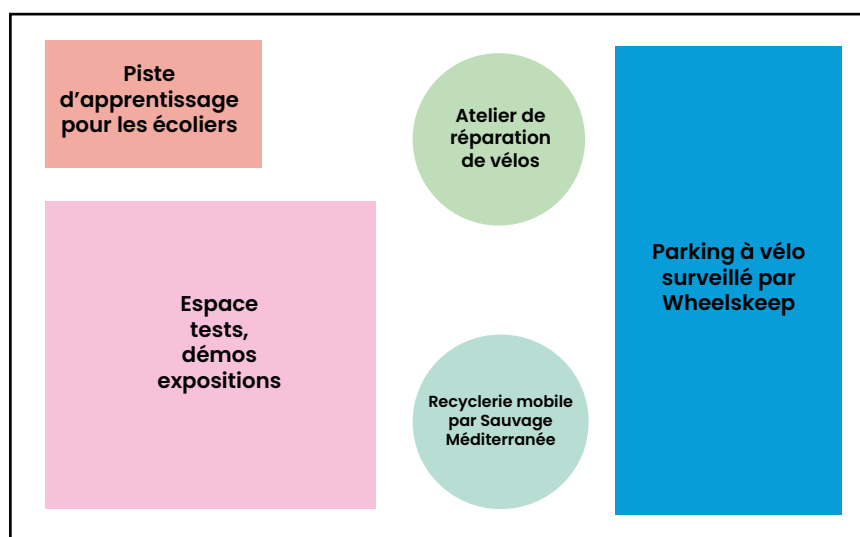 Piste
d’apprentissage
pour les écoliers
Atelier de
réparation
de vélos
Parking à vélo
surveillé par
Wheelskeep
Espace
tests,
démos
expositions
Recyclerie mobile
par Sauvage
Méditerranée